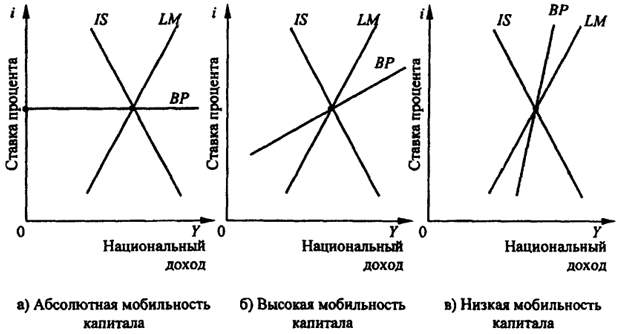 i
IS
LM
BP
Ставка процента
0
Y
Национальный
доход
а) Абсолютная мобильность
капитала
i
IS
LM
BP
Ставка процента
0
Y
Национальный
доход
б) Высокая мобильность
капитала
i
IS
BP
LM
Ставка процента
0
Y
Национальный
доход
в) Низкая мобильность
капитала